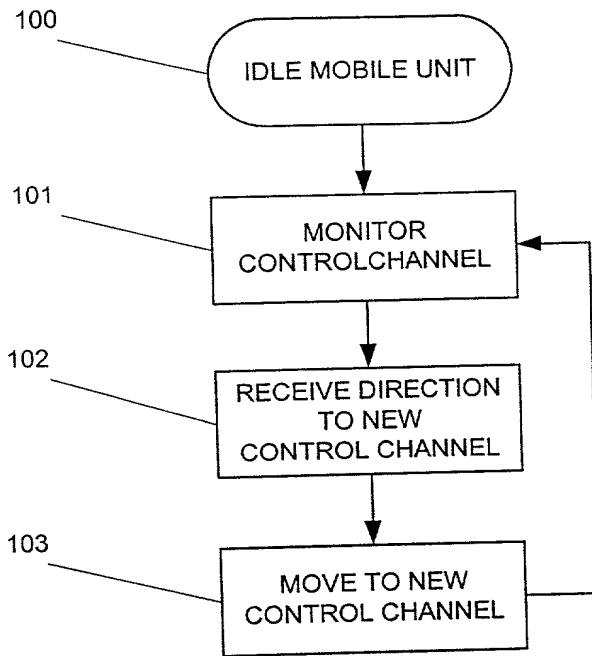 100
IDLE MOBILE UNIT
101
MONITOR
CONTROLCHANNEL
102
RECEIVE DIRECTION
TO NEW
CONTROL CHANNEL
103
MOVE TO NEW
CONTROL CHANNEL